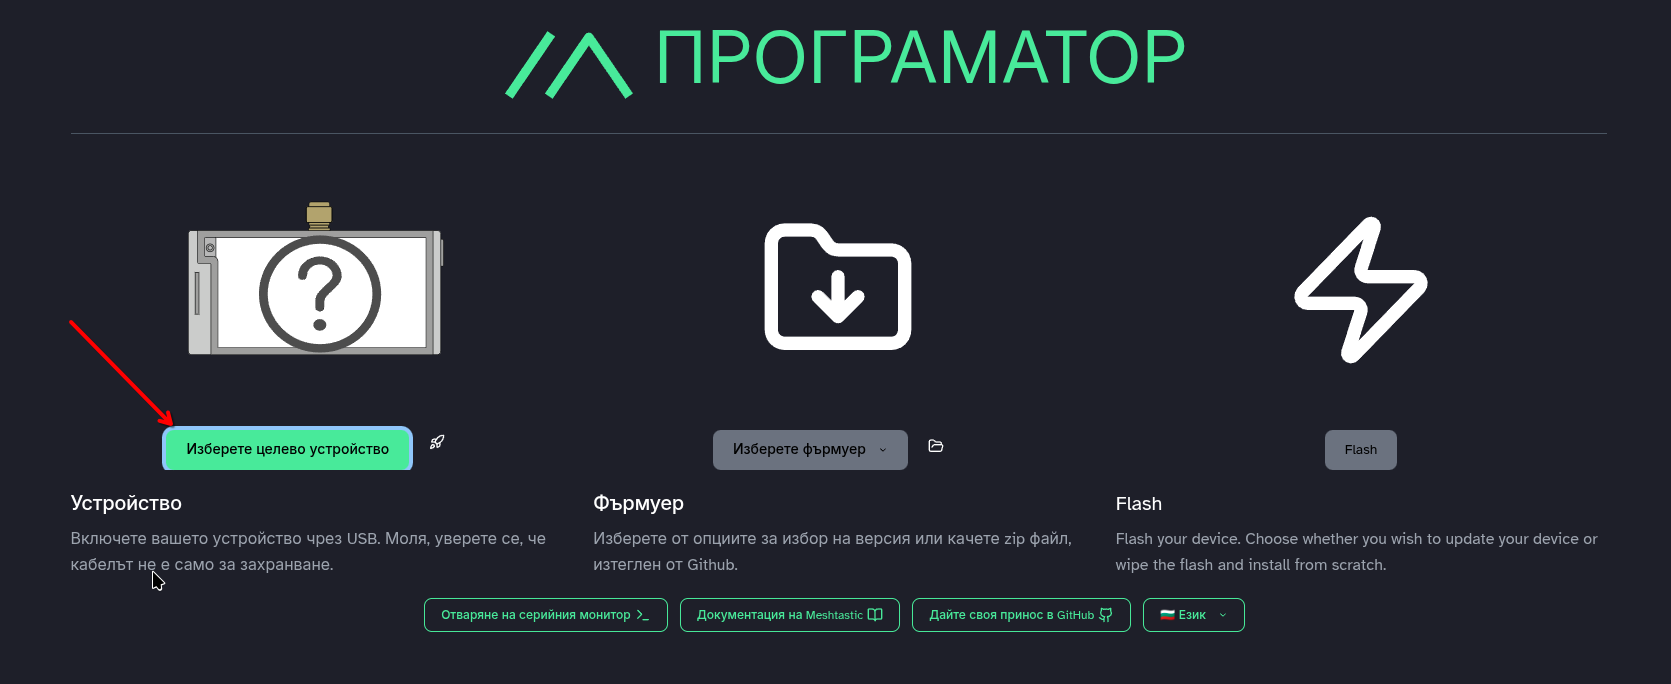 ПРОГРАМАТОР
Изберете целево устройство
Изберете фърмуер
Flash
Устройство
Включете вашето устройство чрез USB. Моля, уверете се, че
кабелът не е само за захранване.
Фърмуер
Изберете от опциите за избор на версия или качете zip файл,
изтеглен от Github.
Flash
Flash your device. Choose whether you wish to update your device or
wipe the flash and install from scratch.
Отваряне на серийния монитор
Документация на Meshtastic
Дайте своя принос в GitHub
Език